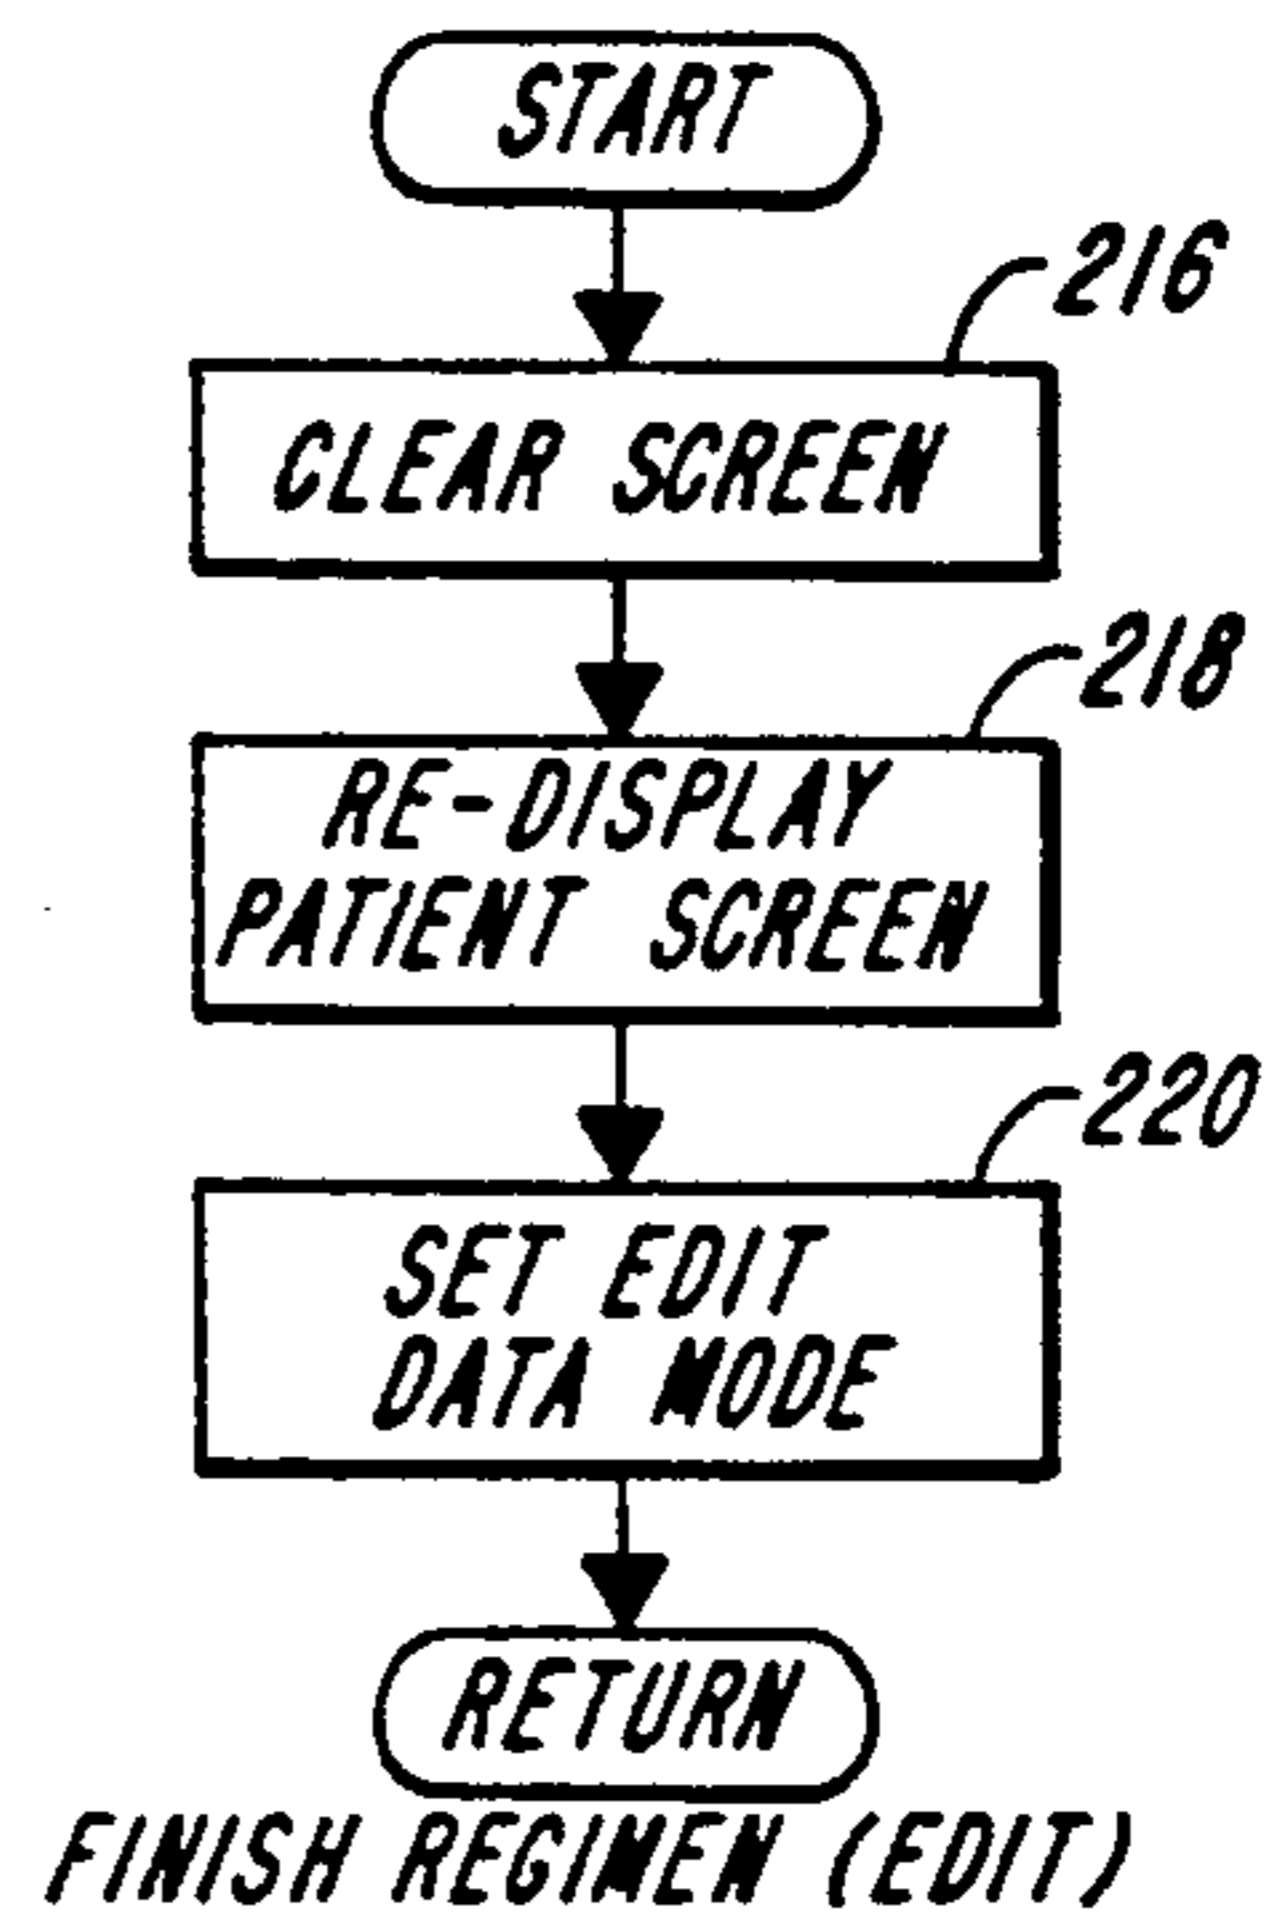 START
216
CLEAR SCREEN
218
RE-DISPLAY
PATIENT SCREEN
220
SET EDIT
DATA MODE
RETURN
FINISH REGIMEN (EDIT)